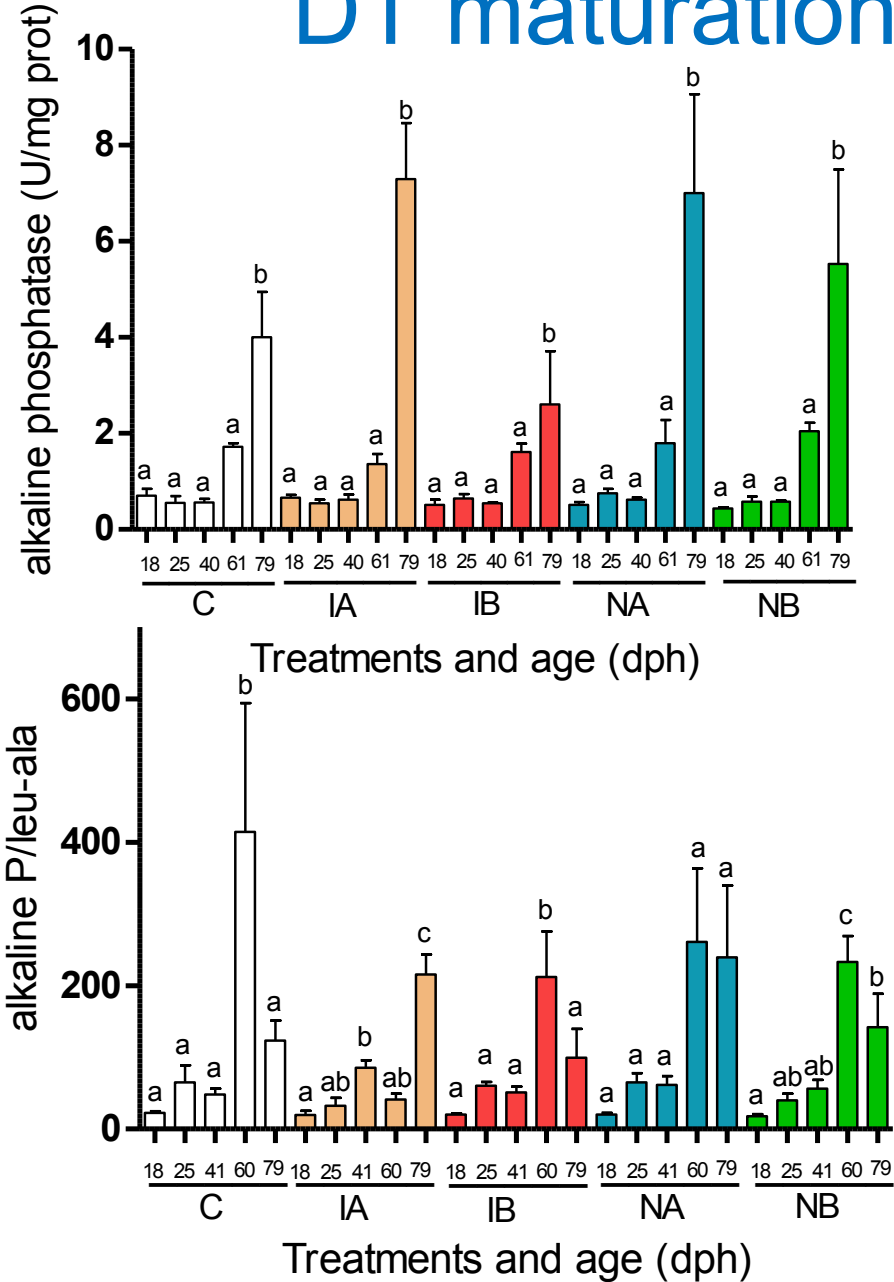 DT maturation
alkaline phosphatase (U/mg prot)
10
8
6
4
2
0
a a a a b
a a a a b
a a a a b
a a a a b
a a a a b
18 25 40 61 79 18 25 40 61 79 18 25 40 61 79 18 25 40 61 79 18 25 40 61 79
C IA IB NA NB
Treatments and age (dph)
alkaline P/leu-ala
600
400
200
0
a a a b a
a ab b ab c
a a a b a
a a a a a
a ab ab c b
18 25 41 60 79 18 25 41 60 79 18 25 41 60 79 18 25 41 60 79 18 25 41 60 79
C IA IB NA NB
Treatments and age (dph)